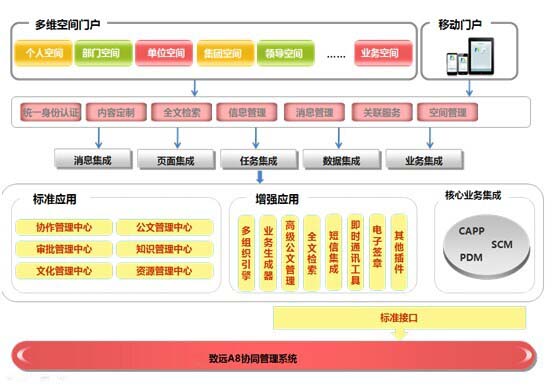 多维空间门户
移动门户
个人空间 部门空间 单位空间 集团空间 领导空间 …… 业务空间
统一身份认证 内容定制 全文检索 信息管理 消息管理 关联服务 空间管理
消息集成 页面集成 任务集成 数据集成 业务集成
标准应用
协作管理中心 公文管理中心
审批管理中心 知识管理中心
文化管理中心 资源管理中心
增强应用
多组织引擎
业务生成器
高级公文管理
全文检索
短信集成
即时通讯工具
电子签章
其他插件
核心业务集成
CAPP
SCM
PDM
标准接口
致远A8协同管理系统